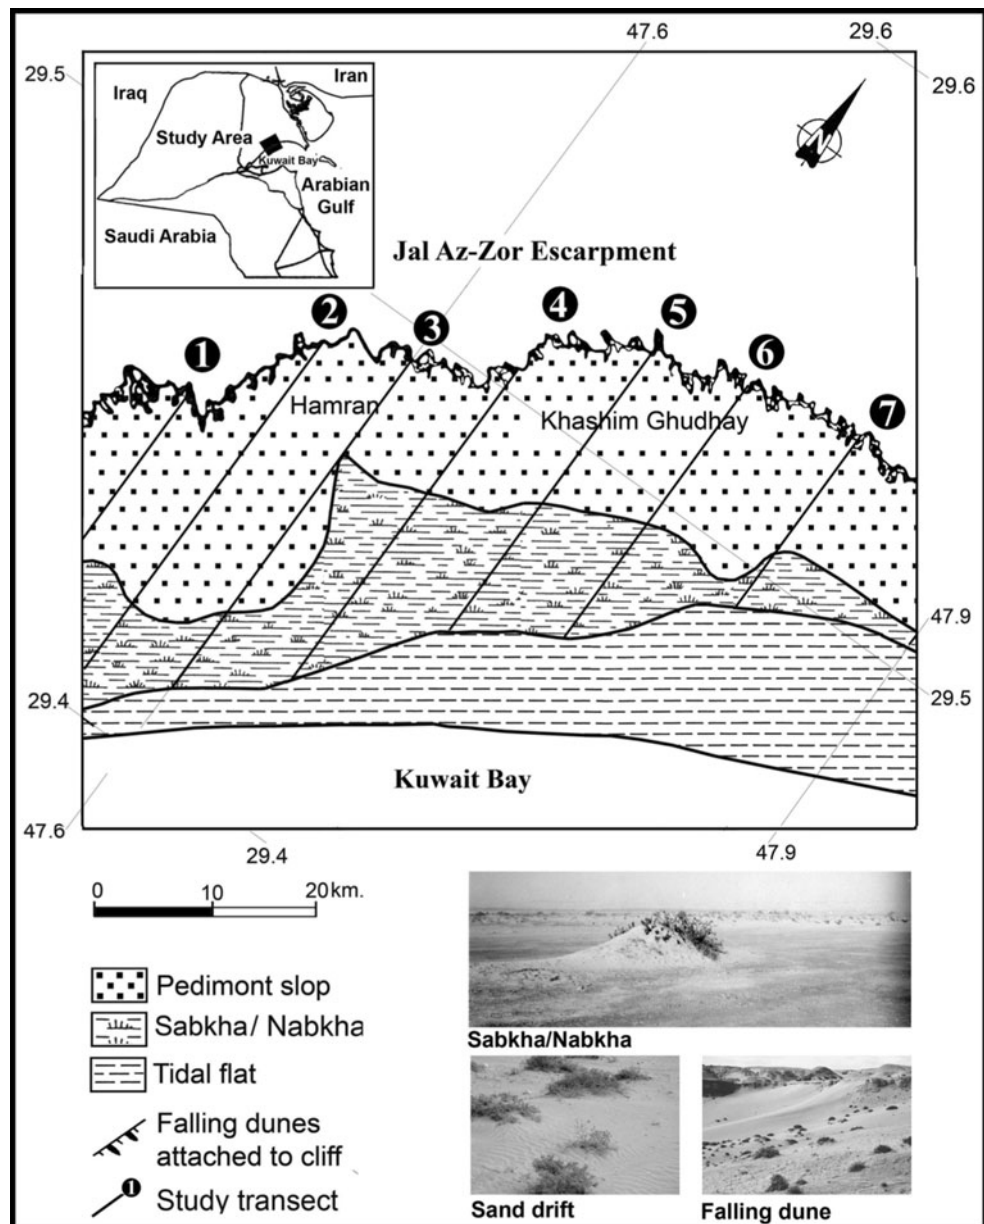 47.6
29.6
29.5
29.6
Iraq
Iran
Study Area
Kuwait Bay
Arabian
Gulf
Saudi Arabia
N
Jal Az-Zor Escarpment
1
2
3
4
5
6
7
Hamran
Khashim Ghudhay
47.9
29.4
29.5
Kuwait Bay
47.6
29.4
47.9
0 10 20 km.
Pedimont slop
Sabkha/ Nabkha
Tidal flat
Falling dunes
attached to cliff
1
Study transect
Sabkha/Nabkha
Sand drift
Falling dune